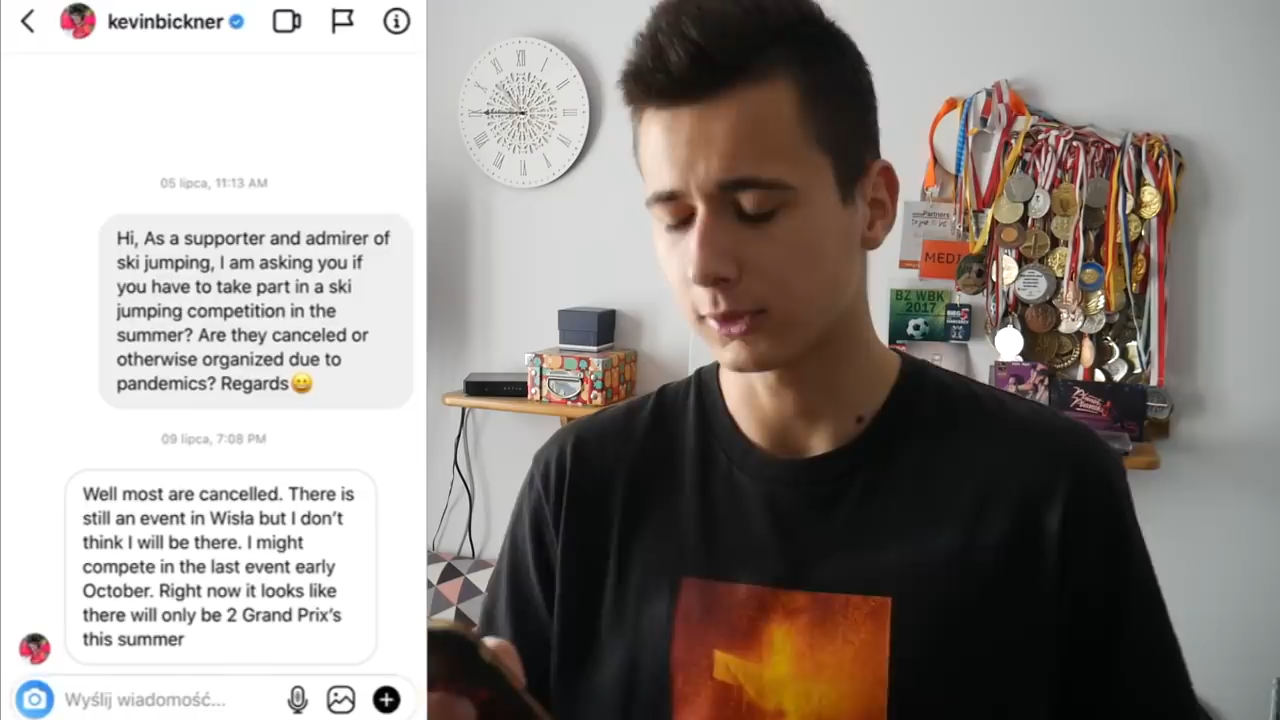 kevinbickner
05 lipca, 11:13 AM
Hi, As a supporter and admirer of
ski jumping, I am asking you if
you have to take part in a ski
jumping competition in the
summer? Are they canceled or
otherwise organized due to
pandemics? Regards😀
09 lipca, 7:08 PM
Well most are cancelled. There is
still an event in Wisła but I don't
think I will be there. I might
compete in the last event early
October. Right now it looks like
there will only be 2 Grand Prix's
this summer
Wyślij wiadomość...
Partners
MEDI
BZ WBK
2017